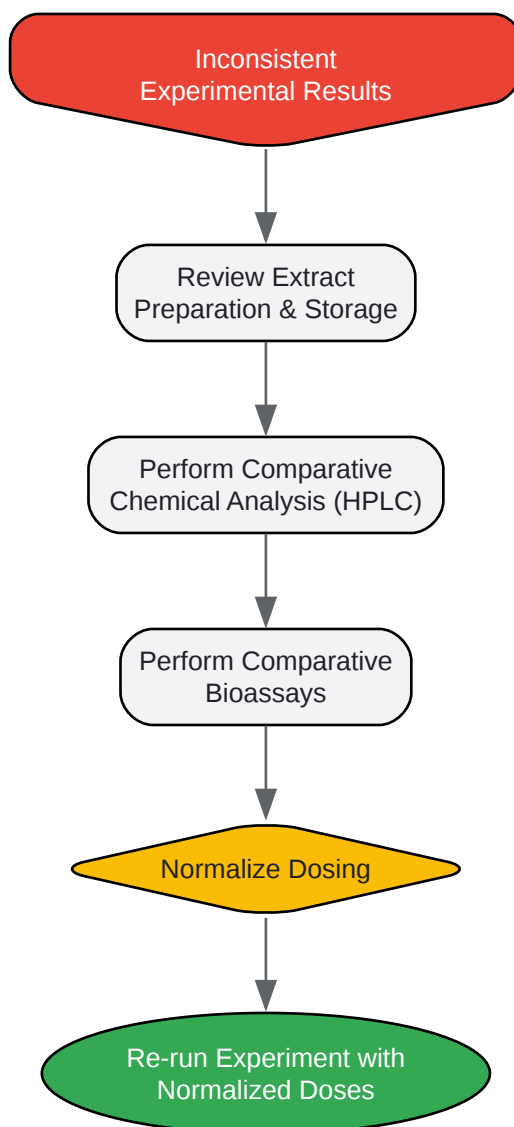 Inconsistent
Experimental Results
Review Extract
Preparation & Storage
Perform Comparative
Chemical Analysis (HPLC)
Perform Comparative
Bioassays
Normalize Dosing
Re-run Experiment with
Normalized Doses